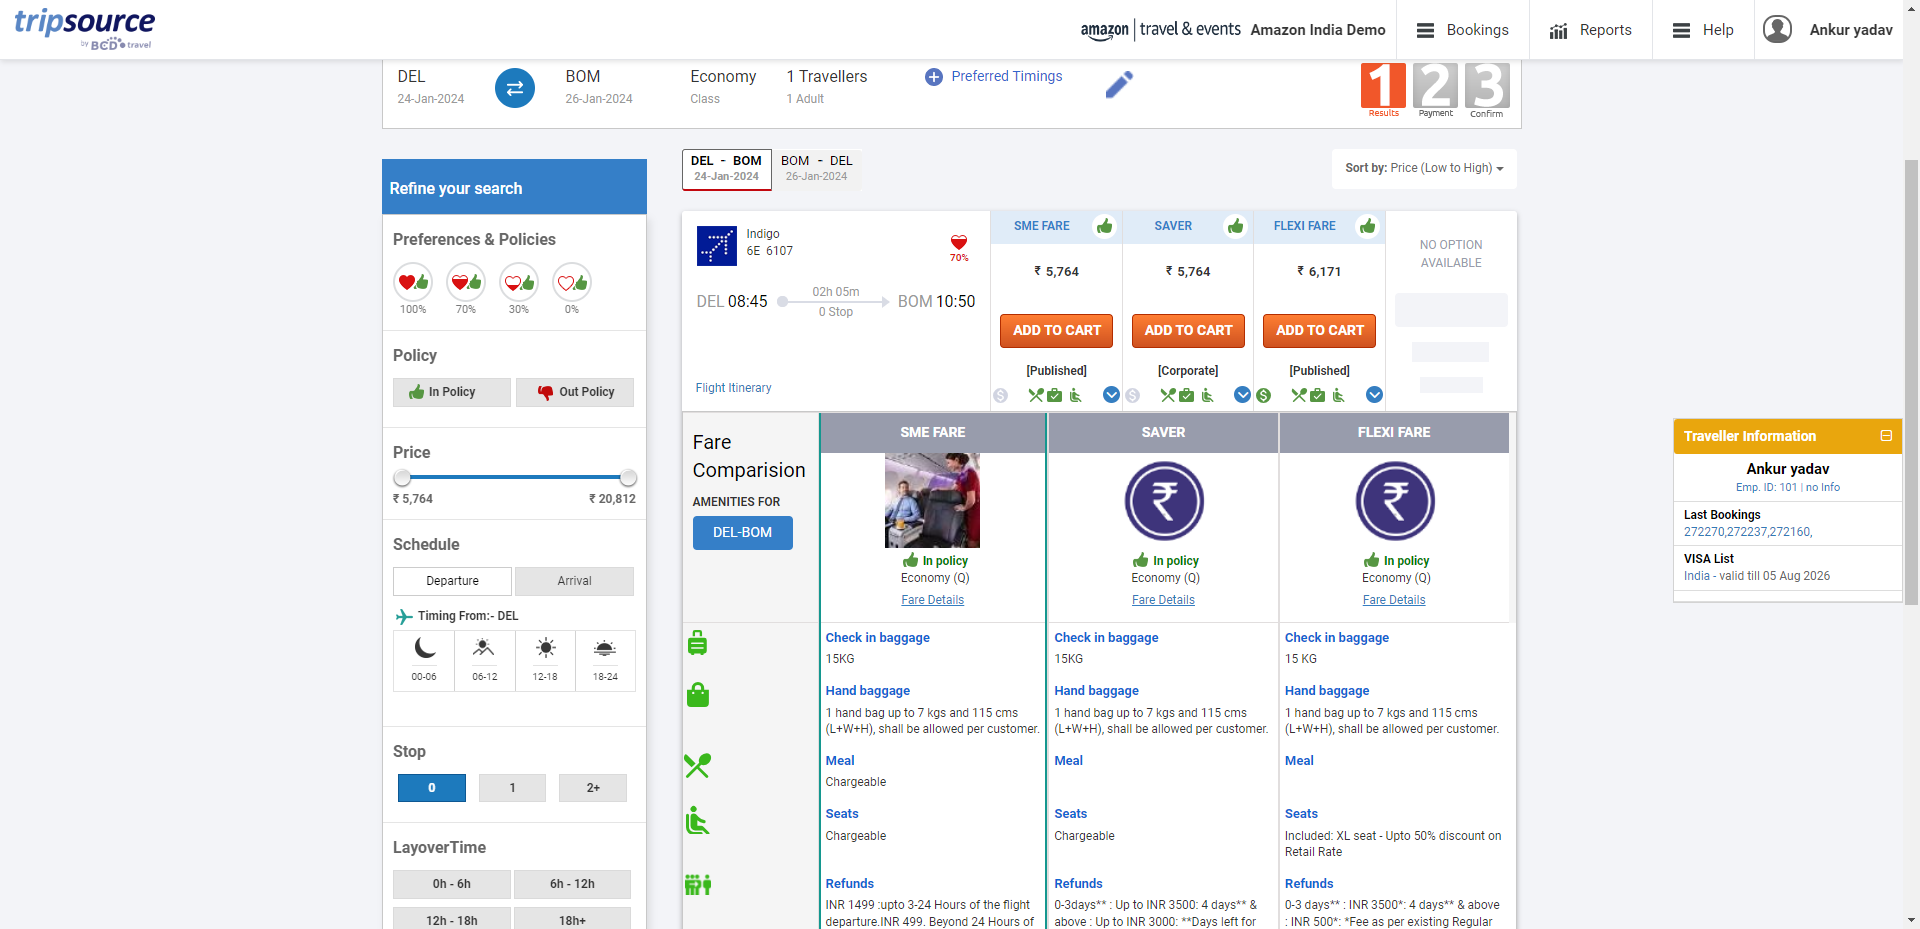 tripsource
by BCD travel
amazon | travel & events Amazon India Demo
Bookings
Reports
Help
Ankur yadav
DEL
24-Jan-2024
BOM
26-Jan-2024
Economy
Class
1 Travellers
1 Adult
Preferred Timings
1 2 3
Results Payment Confirm
DEL - BOM
24-Jan-2024
BOM - DEL
26-Jan-2024
Sort by: Price (Low to High)
Refine your search
Preferences & Policies
100% 70% 30% 0%
Policy
In Policy
Out Policy
Price
₹ 5,764 ₹ 20,812
Schedule
Departure
Arrival
Timing From:- DEL
00-06 06-12 12-18 18-24
Stop
0 1 2+
LayoverTime
0h - 6h
6h - 12h
12h - 18h
18h+
Indigo
6E 6107
70%
DEL 08:45
02h 05m
0 Stop
BOM 10:50
Flight Itinerary
SME FARE
₹ 5,764
ADD TO CART
[Published]
SAVER
₹ 5,764
ADD TO CART
[Corporate]
FLEXI FARE
₹ 6,171
ADD TO CART
[Published]
NO OPTION
AVAILABLE
Fare
Comparision
AMENITIES FOR
DEL-BOM
SME FARE
In policy
Economy (Q)
Fare Details
Check in baggage
15KG
Hand baggage
1 hand bag up to 7 kgs and 115 cms
(L+W+H), shall be allowed per customer.
Meal
Chargeable
Seats
Chargeable
Refunds
INR 1499 :upto 3-24 Hours of the flight
departure.INR 499. Beyond 24 Hours of
SAVER
₹
In policy
Economy (Q)
Fare Details
Check in baggage
15KG
Hand baggage
1 hand bag up to 7 kgs and 115 cms
(L+W+H), shall be allowed per customer.
Meal
Seats
Chargeable
Refunds
0-3days** : Up to INR 3500: 4 days** &
above : Up to INR 3000: **Days left for
FLEXI FARE
₹
In policy
Economy (Q)
Fare Details
Check in baggage
15 KG
Hand baggage
1 hand bag up to 7 kgs and 115 cms
(L+W+H), shall be allowed per customer.
Meal
Seats
Included: XL seat - Upto 50% discount on
Retail Rate
Refunds
0-3 days** : INR 3500*: 4 days** & above
: INR 500*: *Fee as per existing Regular
Traveller Information
Ankur yadav
Emp. ID: 101 | no Info
Last Bookings
272270,272237,272160,
VISA List
India - valid till 05 Aug 2026